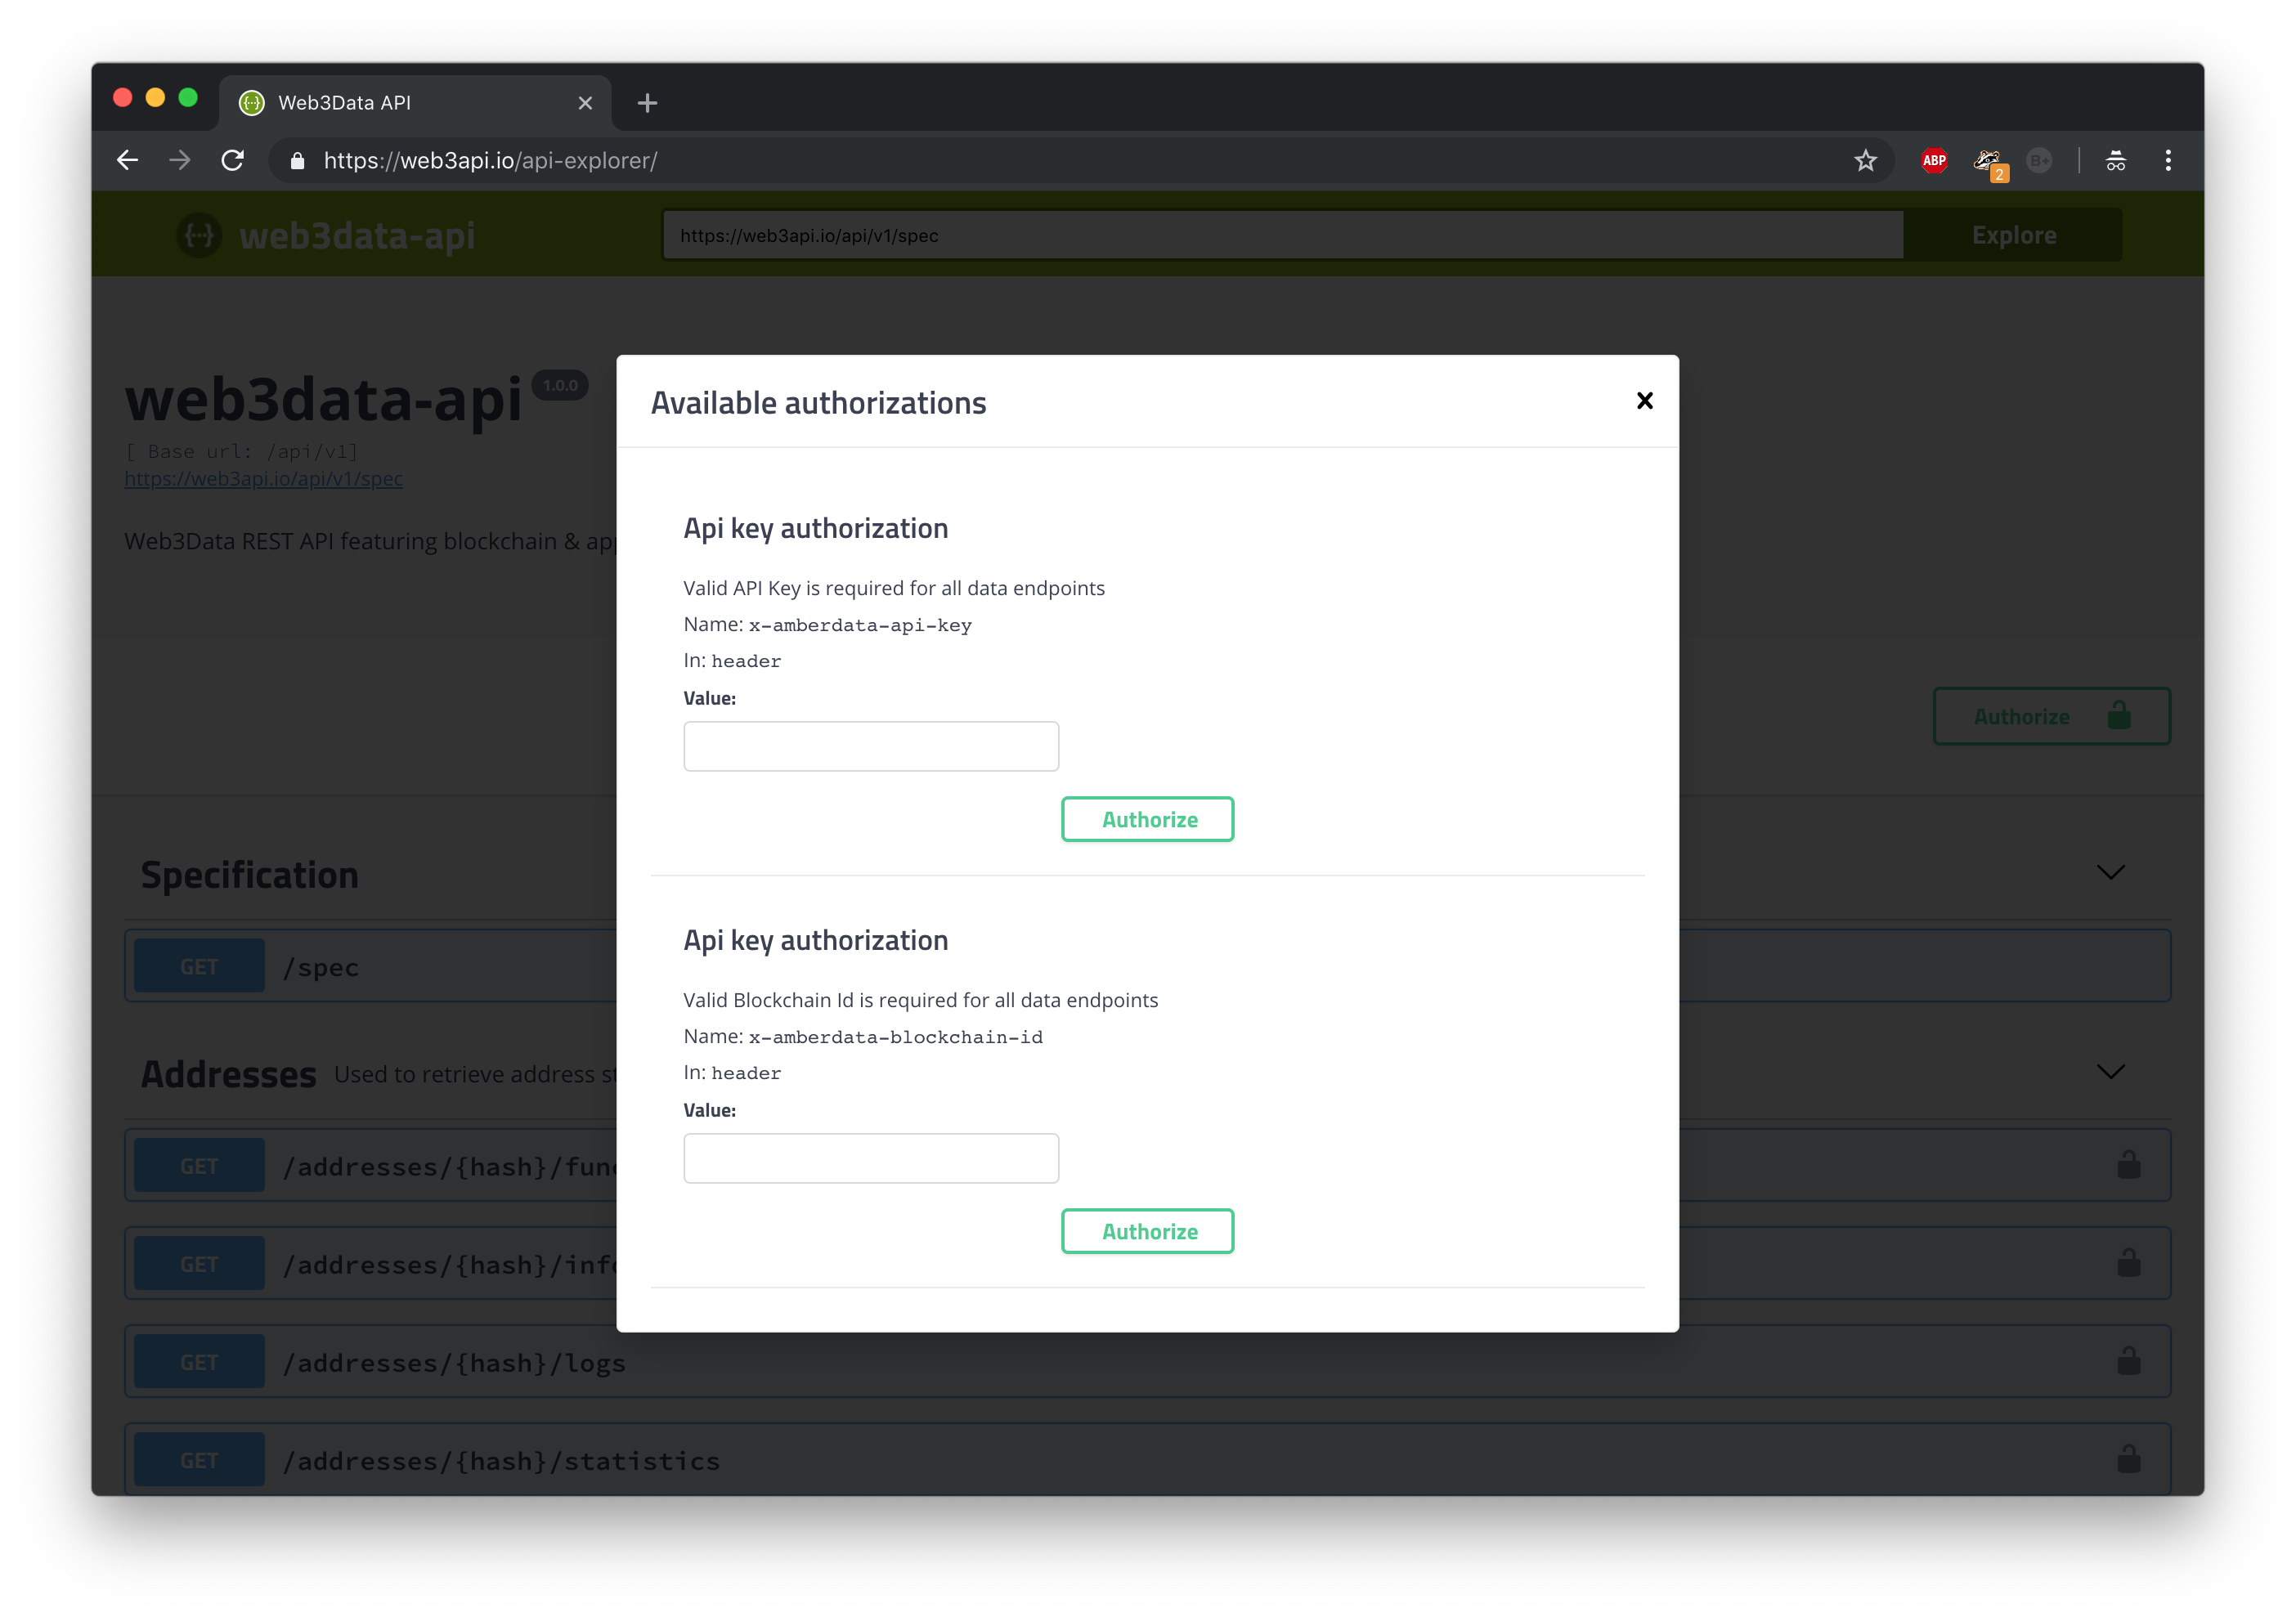 Web3Data API
https://web3api.io/api-explorer/
ABP
2
B+
{···} web3data-api
https://web3api.io/api/v1/spec
Explore
web3data-api 1.0.0
[ Base url: /api/v1]
https://web3api.io/api/v1/spec
Web3Data REST API featuring blockchain &
Authorize
Available authorizations
Api key authorization
Valid API Key is required for all data endpoints
Name: x-amberdata-api-key
In: header
Value:
Authorize
Api key authorization
Valid Blockchain Id is required for all data endpoints
Name: x-amberdata-blockchain-id
In: header
Value:
Authorize
Specification
GET /spec
Addresses Used to retrieve address
GET /addresses/{hash}/
GET /addresses/{hash}/
GET /addresses/{hash}/logs
GET /addresses/{hash}/statistics